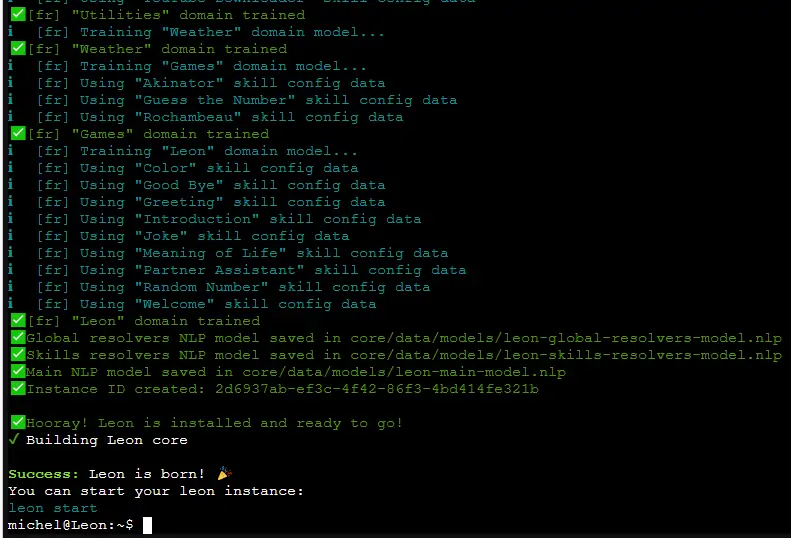 [fr] Using "Youtube Downloader" skill config data
✅[fr] "Utilities" domain trained
ℹ [fr] Training "Weather" domain model...
✅[fr] "Weather" domain trained
ℹ [fr] Training "Games" domain model...
ℹ [fr] Using "Akinator" skill config data
ℹ [fr] Using "Guess the Number" skill config data
ℹ [fr] Using "Rochambeau" skill config data
✅[fr] "Games" domain trained
ℹ [fr] Training "Leon" domain model...
ℹ [fr] Using "Color" skill config data
ℹ [fr] Using "Good Bye" skill config data
ℹ [fr] Using "Greeting" skill config data
ℹ [fr] Using "Introduction" skill config data
ℹ [fr] Using "Joke" skill config data
ℹ [fr] Using "Meaning of Life" skill config data
ℹ [fr] Using "Partner Assistant" skill config data
ℹ [fr] Using "Random Number" skill config data
ℹ [fr] Using "Welcome" skill config data
✅[fr] "Leon" domain trained
✅Global resolvers NLP model saved in core/data/models/leon-global-resolvers-model.nlp
✅Skills resolvers NLP model saved in core/data/models/leon-skills-resolvers-model.nlp
✅Main NLP model saved in core/data/models/leon-main-model.nlp
✅Instance ID created: 2d6937ab-ef3c-4f42-86f3-4bd414fe321b
✅Hooray! Leon is installed and ready to go!
✓ Building Leon core
Success: Leon is born! 🎉
You can start your leon instance:
leon start
michel@Leon:~$